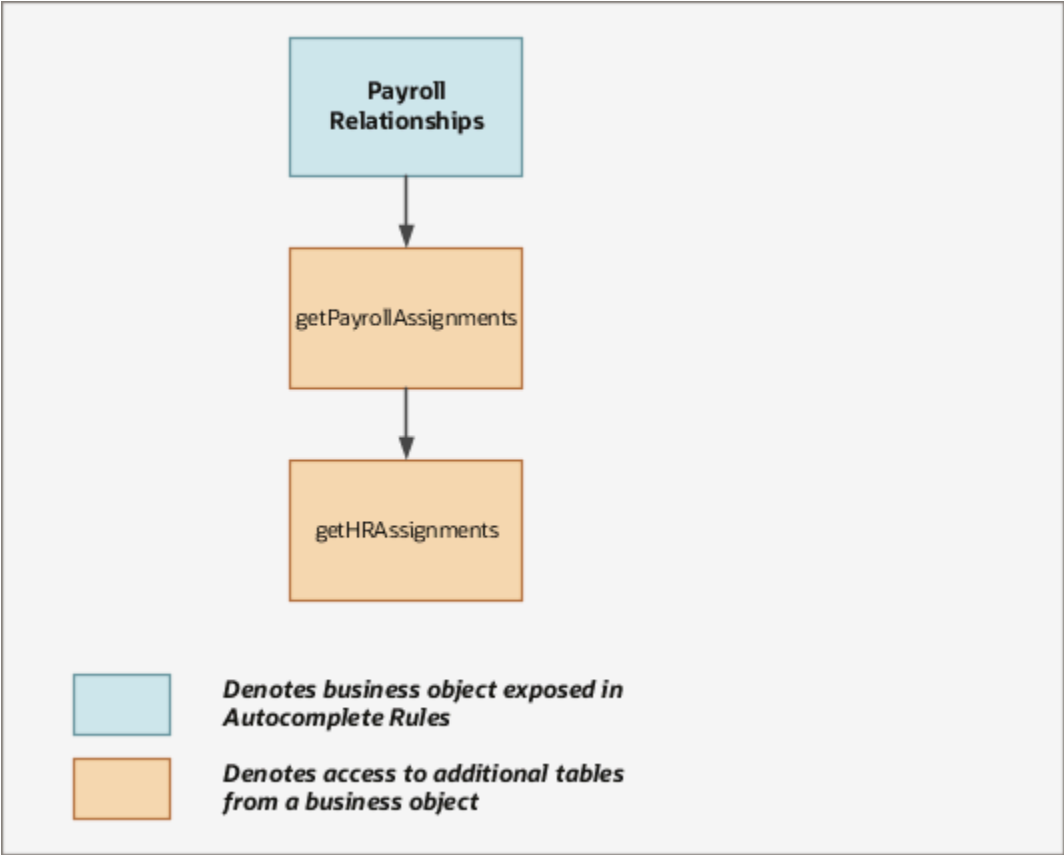 Payroll
Relationships
getPayrollAssignments
getHRAssignments
Denotes business object exposed in
Autocomplete Rules
Denotes access to additional tables
from a business object